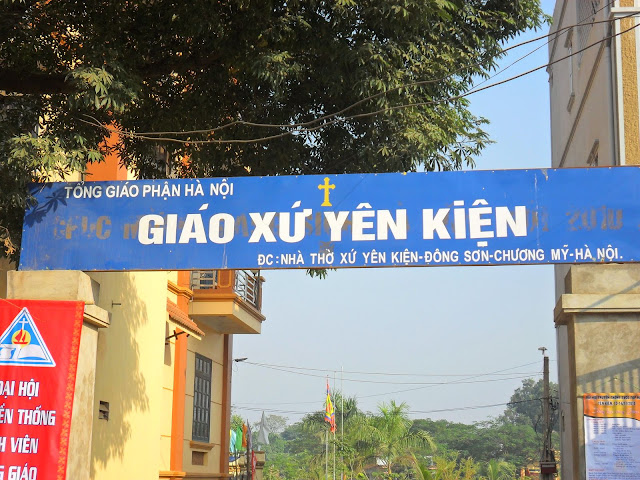 TỔNG GIÁO PHẬN HÀ NỘI
GIÁO XỨ YÊN KIỆN
ĐC: NHÀ THỜ XỨ YÊN KIỆN-ĐÔNG SƠN-CHƯƠNG MỸ-HÀ NỘI.
ĐẠI HỘI
THỐNG
VIÊN
GIÁO